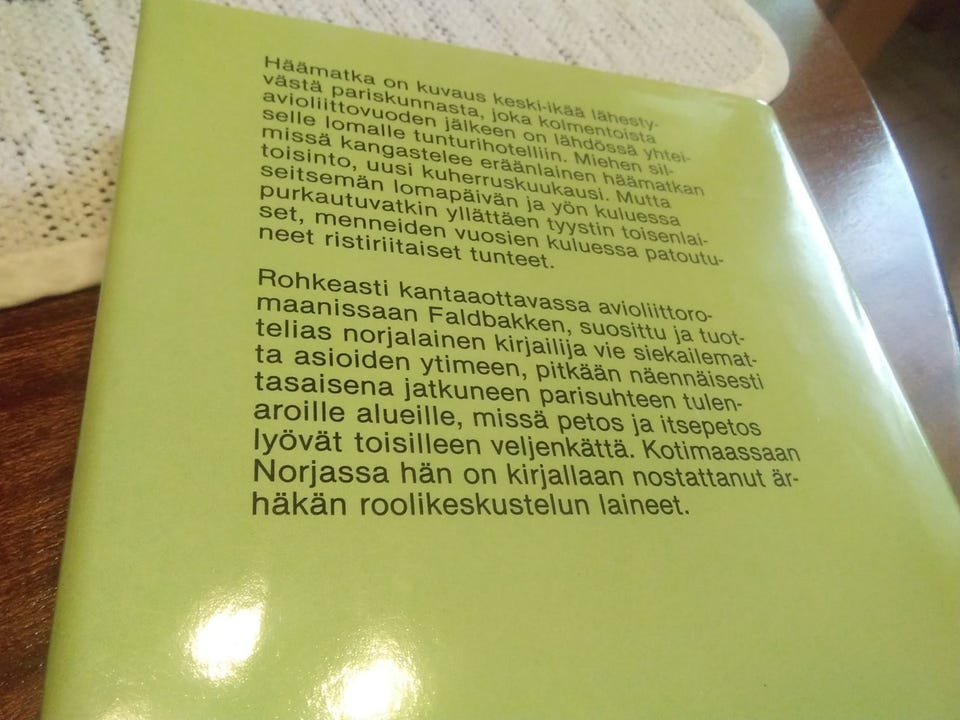 Häämatka on kuvaus keski-ikää lähesty-
västä pariskunnasta, joka kolmentoista
avioliittovuoden jälkeen on lähdössä yhtei-
selle lomalle tunturihotelliin. Miehen sil-
missä kangastelee eräänlainen häämatkan
toisinto, uusi kuherruskuukausi. Mutta
seitsemän lomapäivän ja yön kuluessa
purkautuvatkin yllättäen tyystin toisenlai-
set, menneiden vuosien kuluessa patoutu-
neet ristiriitaiset tunteet.
Rohkeasti kantaaottavassa avioliittoro-
maanissaan Faldbakken, suosittu ja tuot-
telias norjalainen kirjailija vie siekailemat-
ta asioiden ytimeen, pitkään näennäisesti
tasaisena jatkuneen parisuhteen tulen-
aroille alueille, missä petos ja itsepetos
lyövät toisilleen veljenkättä. Kotimaassaan
Norjassa hän on kirjallaan nostattanut är-
häkän roolikeskustelun laineet.